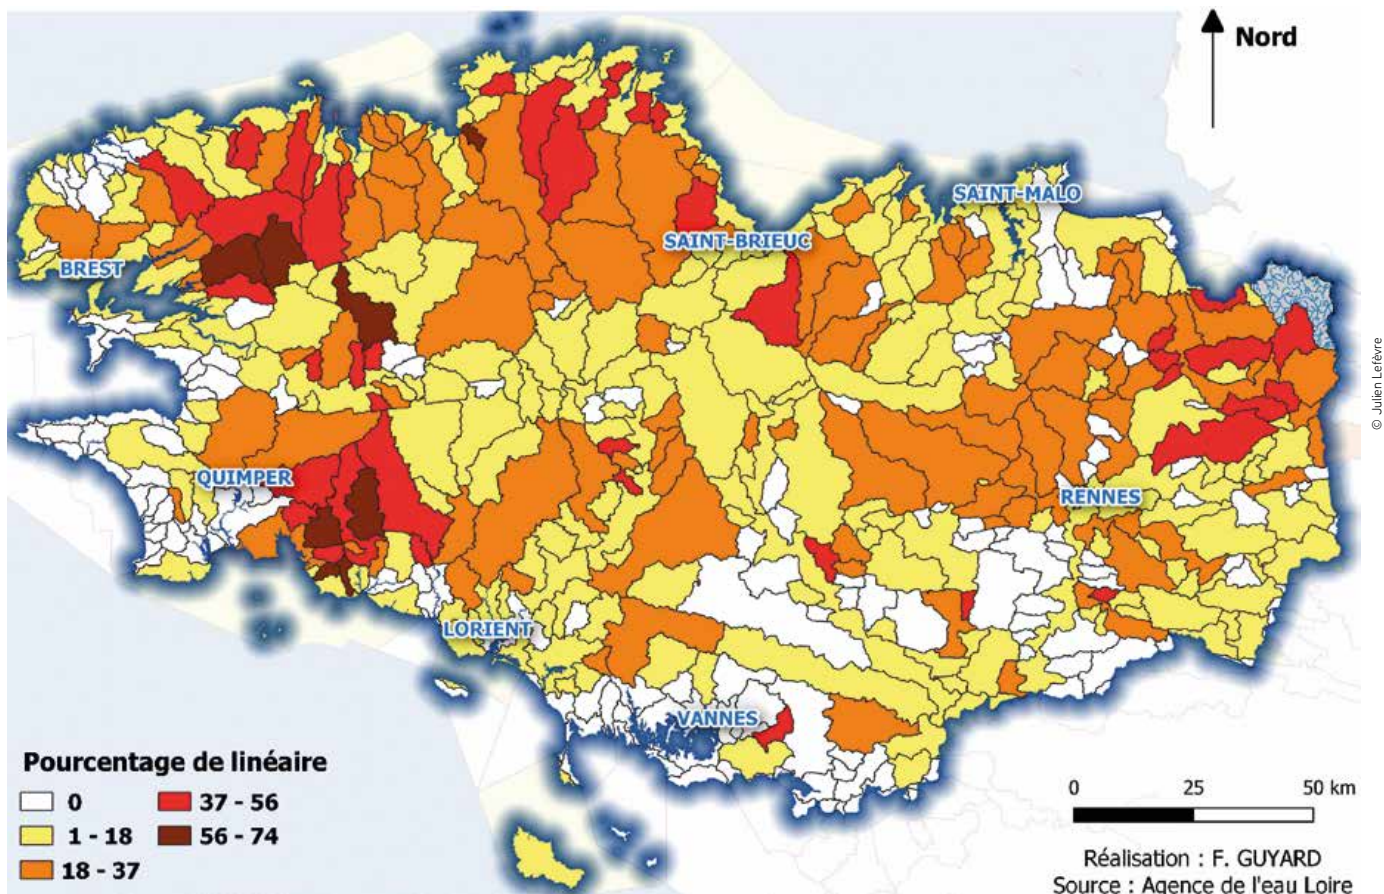 Nord
SAINT-MALO
SAINT-BRIEUC
BREST
QUIMPER
RENNES
LORIENT
VANNES
© Julien Lefèvre
Pourcentage de linéaire
0
37 - 56
1 - 18
56 - 74
18 - 37
0 25 50 km
Réalisation : F. GUYARD
Source : Agence de l'eau Loire